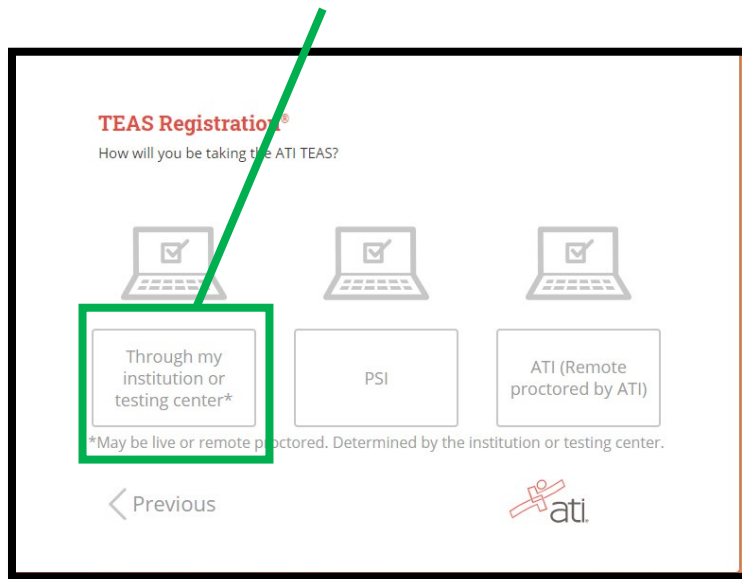 TEAS Registration®
How will you be taking the ATI TEAS?
Through my
institution or
testing center*
PSI
ATI (Remote
proctored by ATI)
*May be live or remote proctored. Determined by the institution or testing center.
Previous
ati.